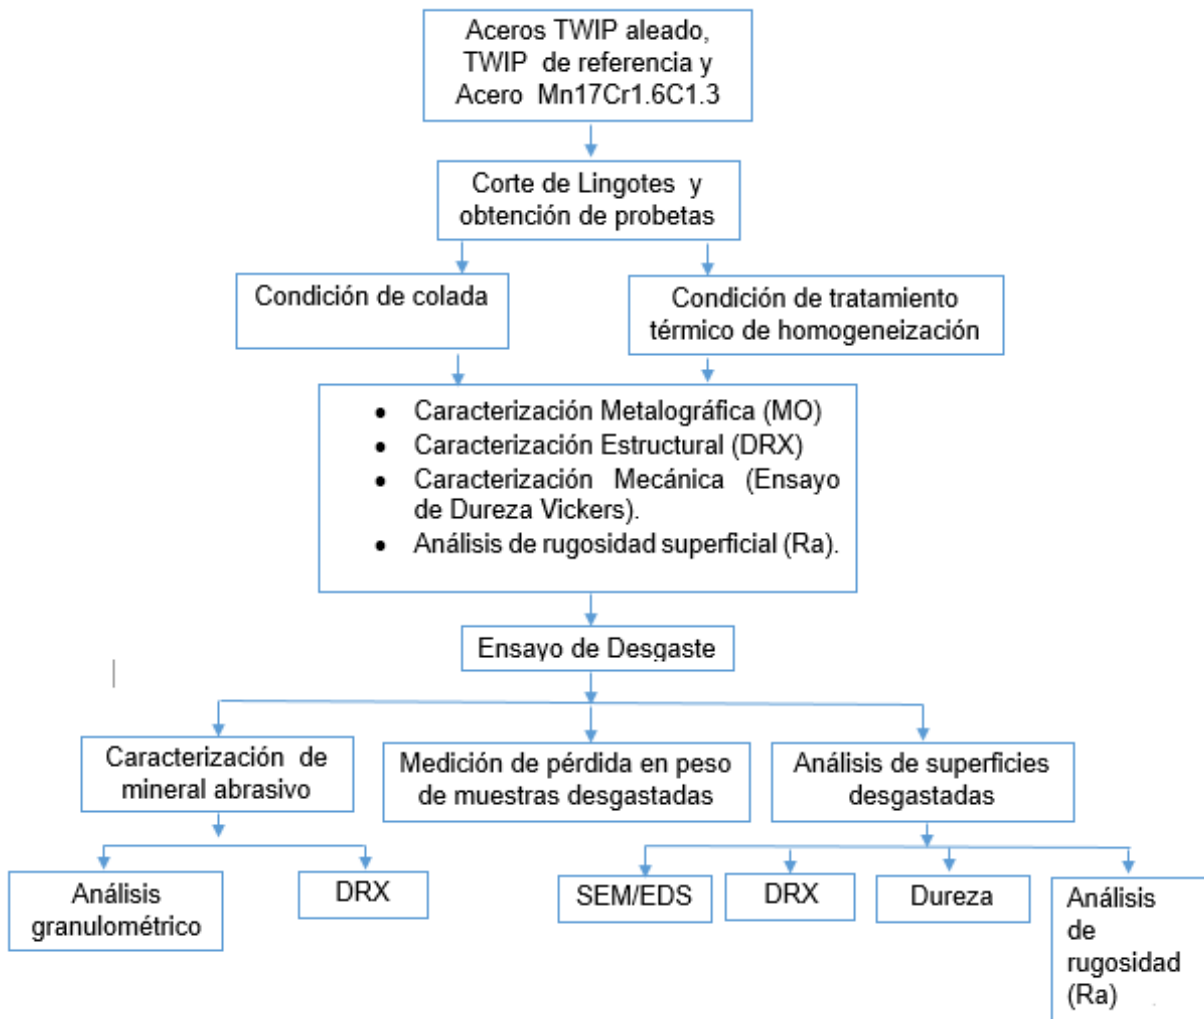 Aceros TWIP aleado,
TWIP de referencia y
Acero Mn17Cr1.6C1.3
Corte de Lingotes y
obtención de probetas
Condición de colada
Condición de tratamiento
térmico de homogeneización
• Caracterización Metalográfica (MO)
• Caracterización Estructural (DRX)
• Caracterización Mecánica (Ensayo
de Dureza Vickers).
• Análisis de rugosidad superficial (Ra).
Ensayo de Desgaste
Caracterización de
mineral abrasivo
Medición de pérdida en peso
de muestras desgastadas
Análisis de superficies
desgastadas
Análisis
granulométrico
DRX
SEM/EDS
DRX
Dureza
Análisis
de
rugosidad
(Ra)